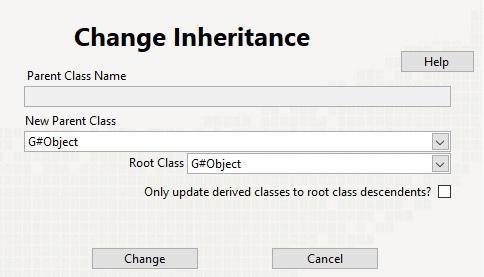 Change Inheritance
Help
Parent Class Name
New Parent Class
G#Object
Root Class G#Object
Only update derived classes to root class descendents?
Change Cancel